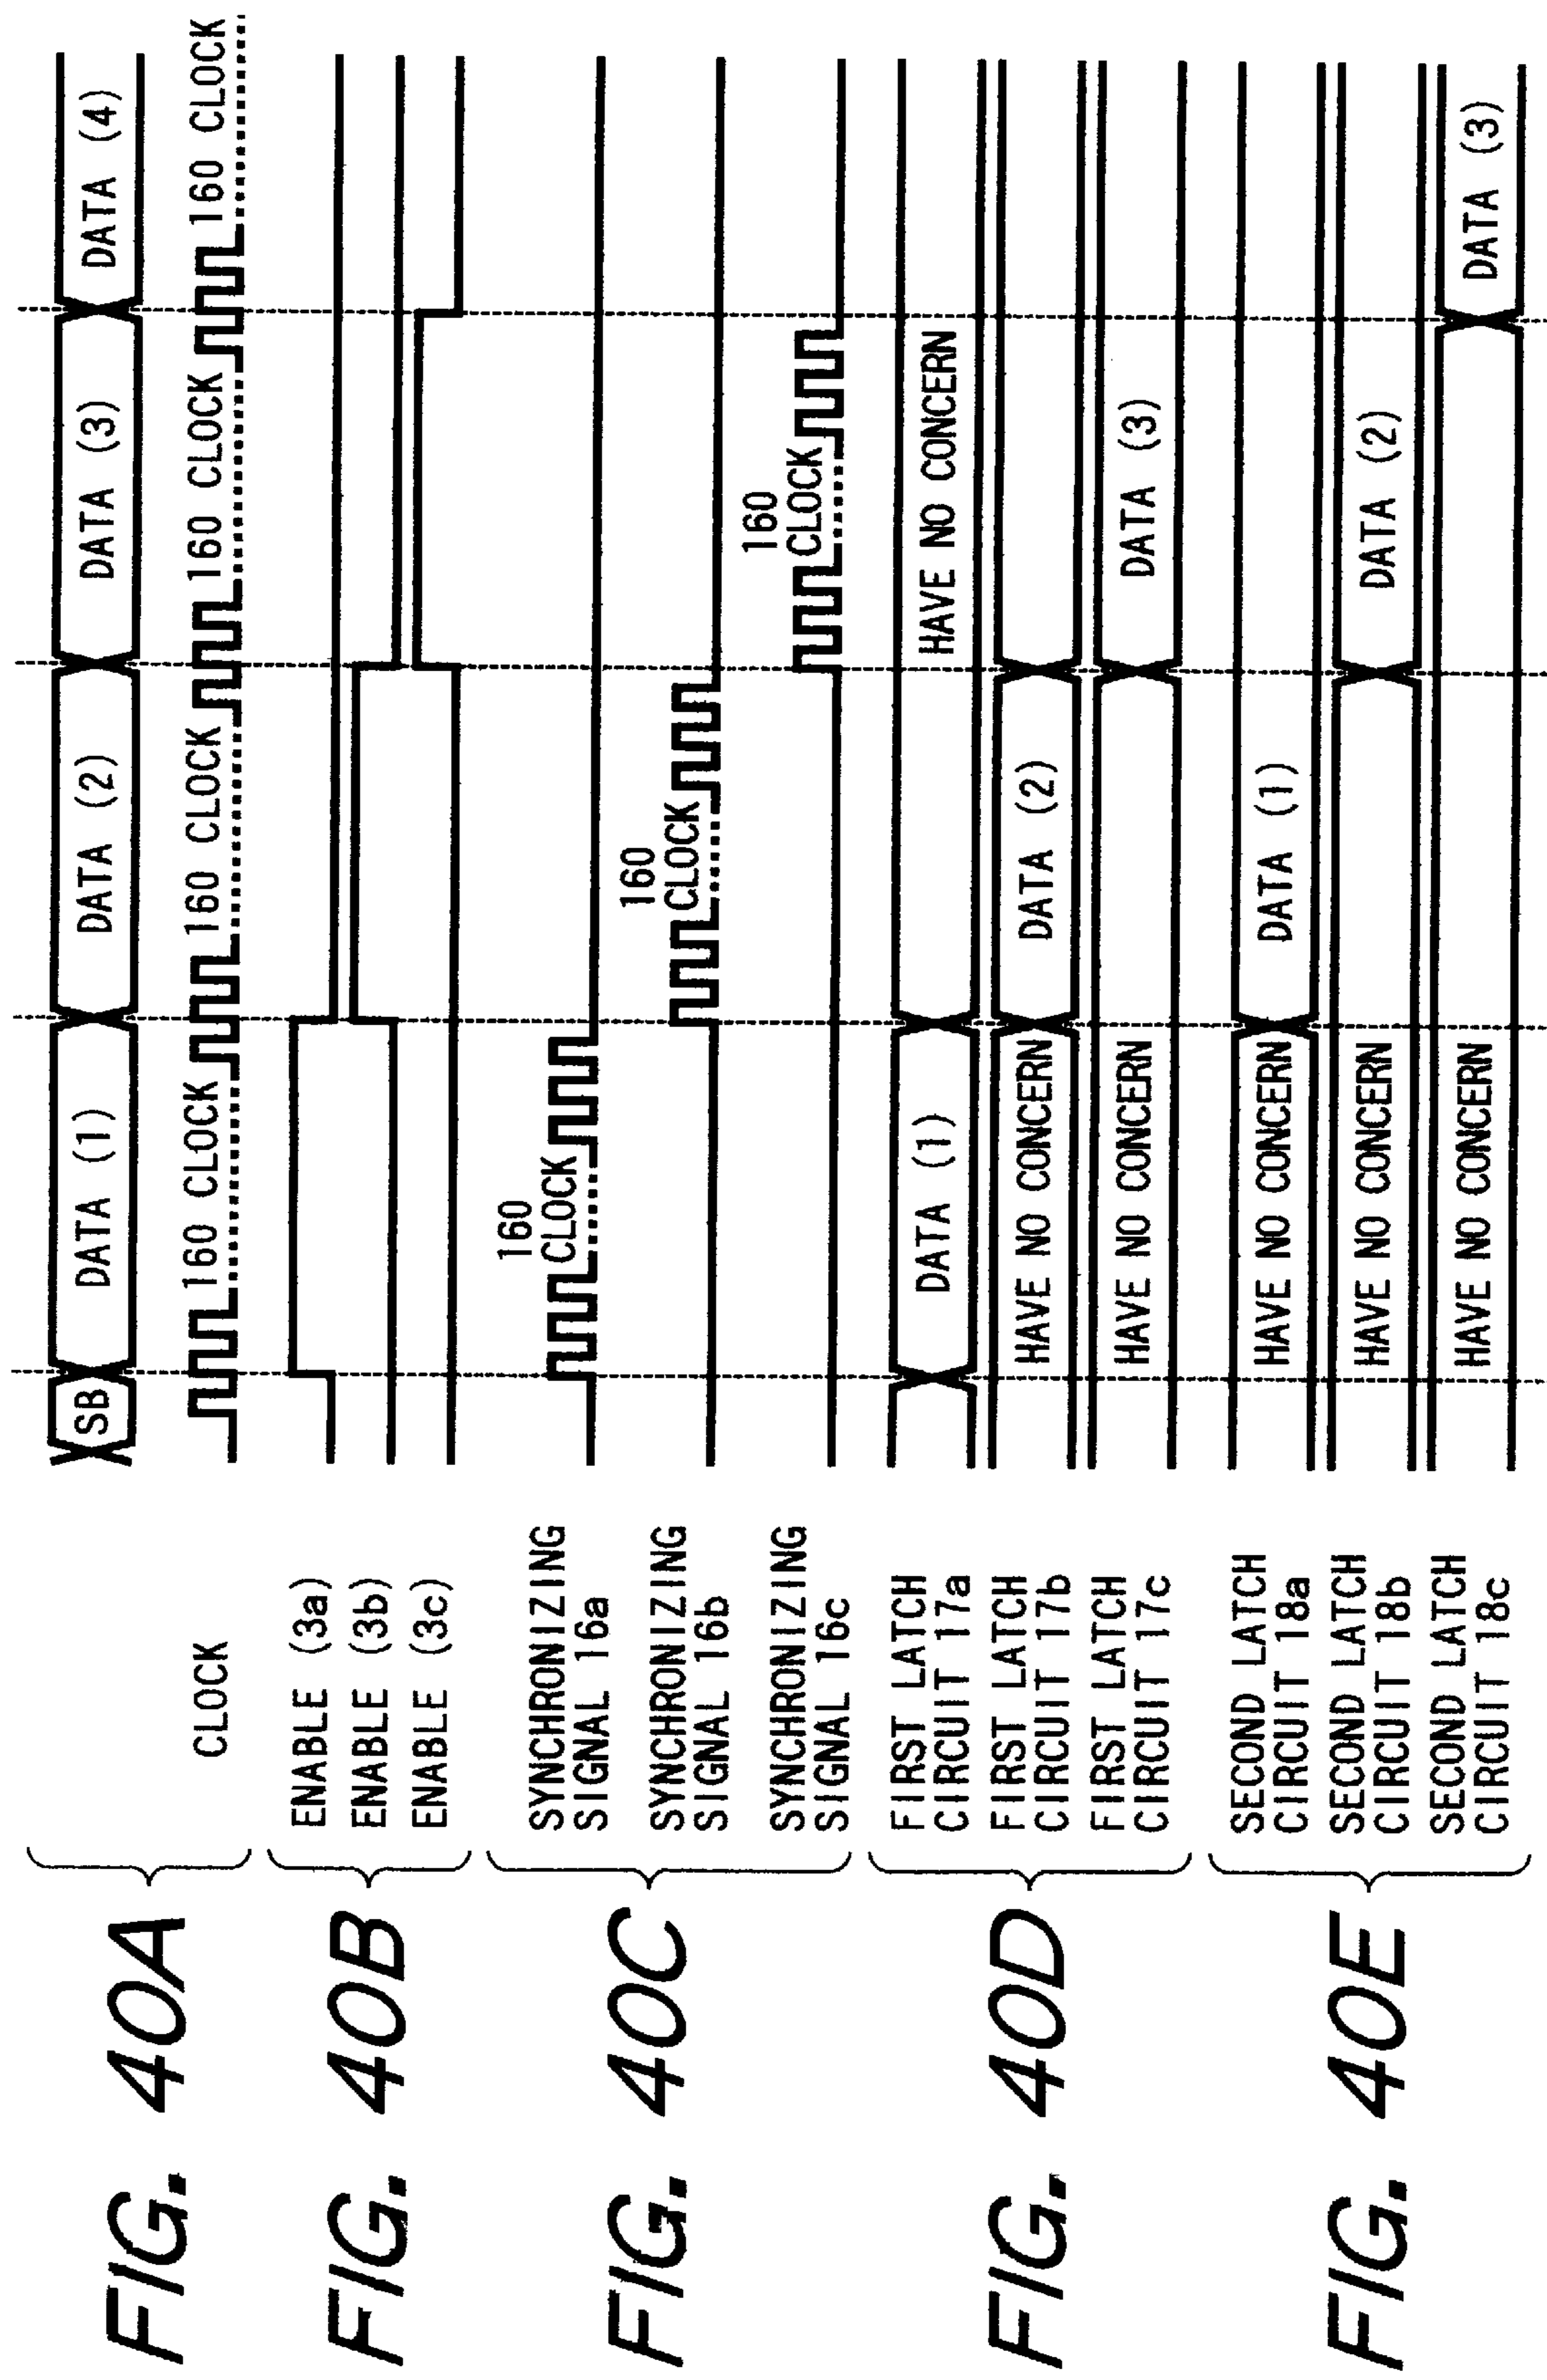 FIG. 40A
SB DATA (1) DATA (2) DATA (3) DATA (4)
CLOCK 160 CLOCK 160 CLOCK 160 CLOCK 160 CLOCK
FIG. 40B
ENABLE (3a)
ENABLE (3b)
ENABLE (3c)
FIG. 40C
SYNCHRONIZING
SIGNAL 16a
160
CLOCK
SYNCHRONIZING
SIGNAL 16b
160
CLOCK
SYNCHRONIZING
SIGNAL 16c
160
CLOCK
FIG. 40D
FIRST LATCH
CIRCUIT 17a
DATA (1) HAVE NO CONCERN
FIRST LATCH
CIRCUIT 17b
HAVE NO CONCERN DATA (2)
FIRST LATCH
CIRCUIT 17c
HAVE NO CONCERN DATA (3)
FIG. 40E
SECOND LATCH
CIRCUIT 18a
HAVE NO CONCERN DATA (1)
SECOND LATCH
CIRCUIT 18b
HAVE NO CONCERN DATA (2)
SECOND LATCH
CIRCUIT 18c
HAVE NO CONCERN DATA (3)